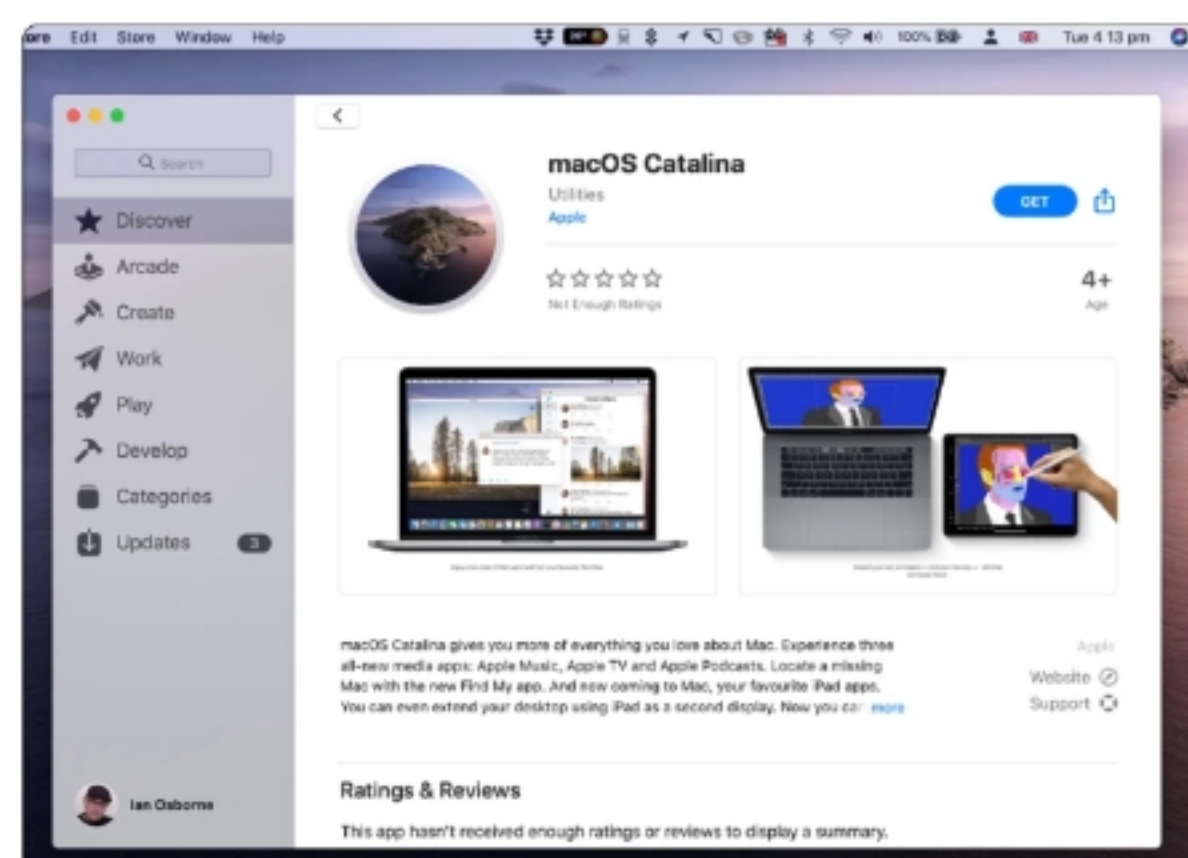 ore Edit Store Window Help 100% Tue 4 13 pm
Search
Discover
Arcade
Create
Work
Play
Develop
Categories
Updates 3
Ian Osborne
macOS Catalina
Utilities
Apple
GET
Not Enough Ratings
4+
Age
macOS Catalina gives you more of everything you love about Mac. Experience three
all-new media apps: Apple Music, Apple TV and Apple Podcasts. Locate a missing
Mac with the new Find My app. And now coming to Mac, your favourite iPad apps.
You can even extend your desktop using iPad as a second display. Now you can more
Apple
Website
Support
Ratings & Reviews
This app hasn't received enough ratings or reviews to display a summary.